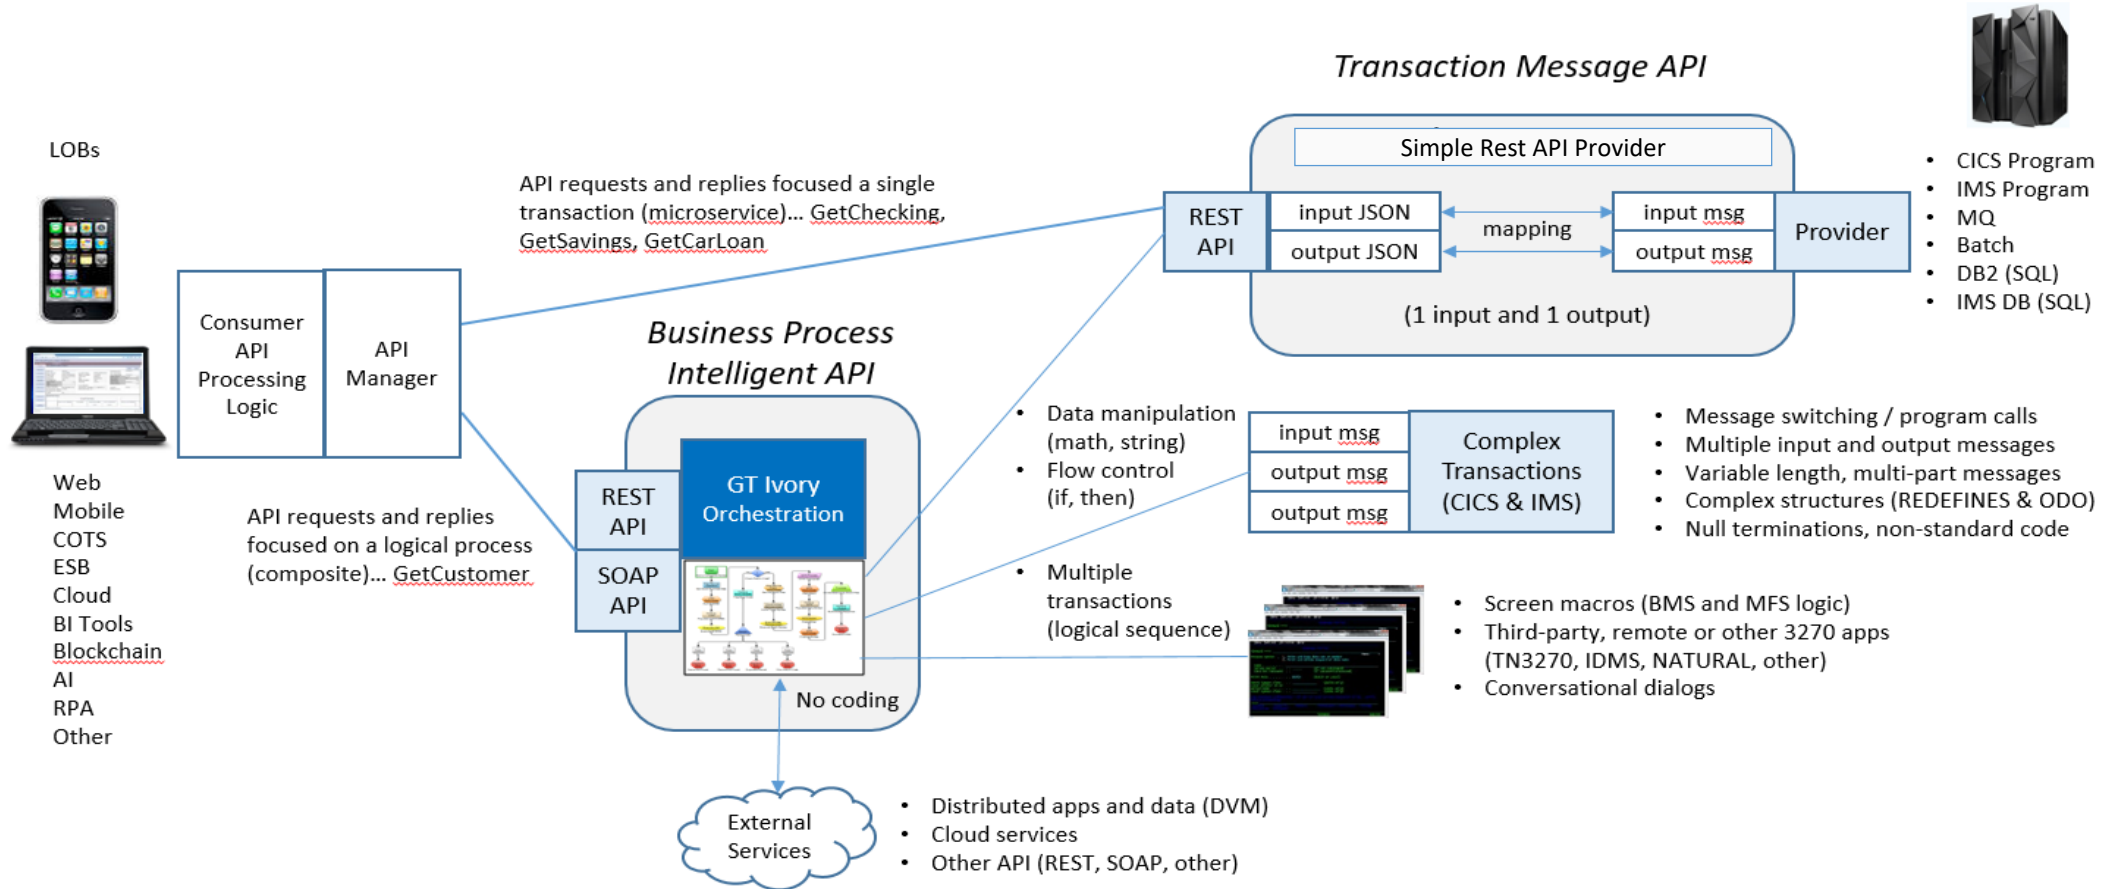 Transaction Message API
LOBs
Simple Rest API Provider
REST
API
input JSON
output JSON
mapping
input msg
output msg
Provider
(1 input and 1 output)
• CICS Program
• IMS Program
• MQ
• Batch
• DB2 (SQL)
• IMS DB (SQL)
API requests and replies focused a single
transaction (microservice)... GetChecking,
GetSavings, GetCarLoan
Consumer
API
Processing
Logic
API
Manager
Business Process
Intelligent API
GT Ivory
Orchestration
REST
API
SOAP
API
No coding
API requests and replies
focused on a logical process
(composite)... GetCustomer
Web
Mobile
COTS
ESB
Cloud
BI Tools
Blockchain
AI
RPA
Other
• Data manipulation
(math, string)
• Flow control
(if, then)
• Multiple
transactions
(logical sequence)
input msg
output msg
output msg
Complex
Transactions
(CICS & IMS)
• Message switching / program calls
• Multiple input and output messages
• Variable length, multi-part messages
• Complex structures (REDEFINES & ODO)
• Null terminations, non-standard code
• Screen macros (BMS and MFS logic)
• Third-party, remote or other 3270 apps
(TN3270, IDMS, NATURAL, other)
• Conversational dialogs
External
Services
• Distributed apps and data (DVM)
• Cloud services
• Other API (REST, SOAP, other)